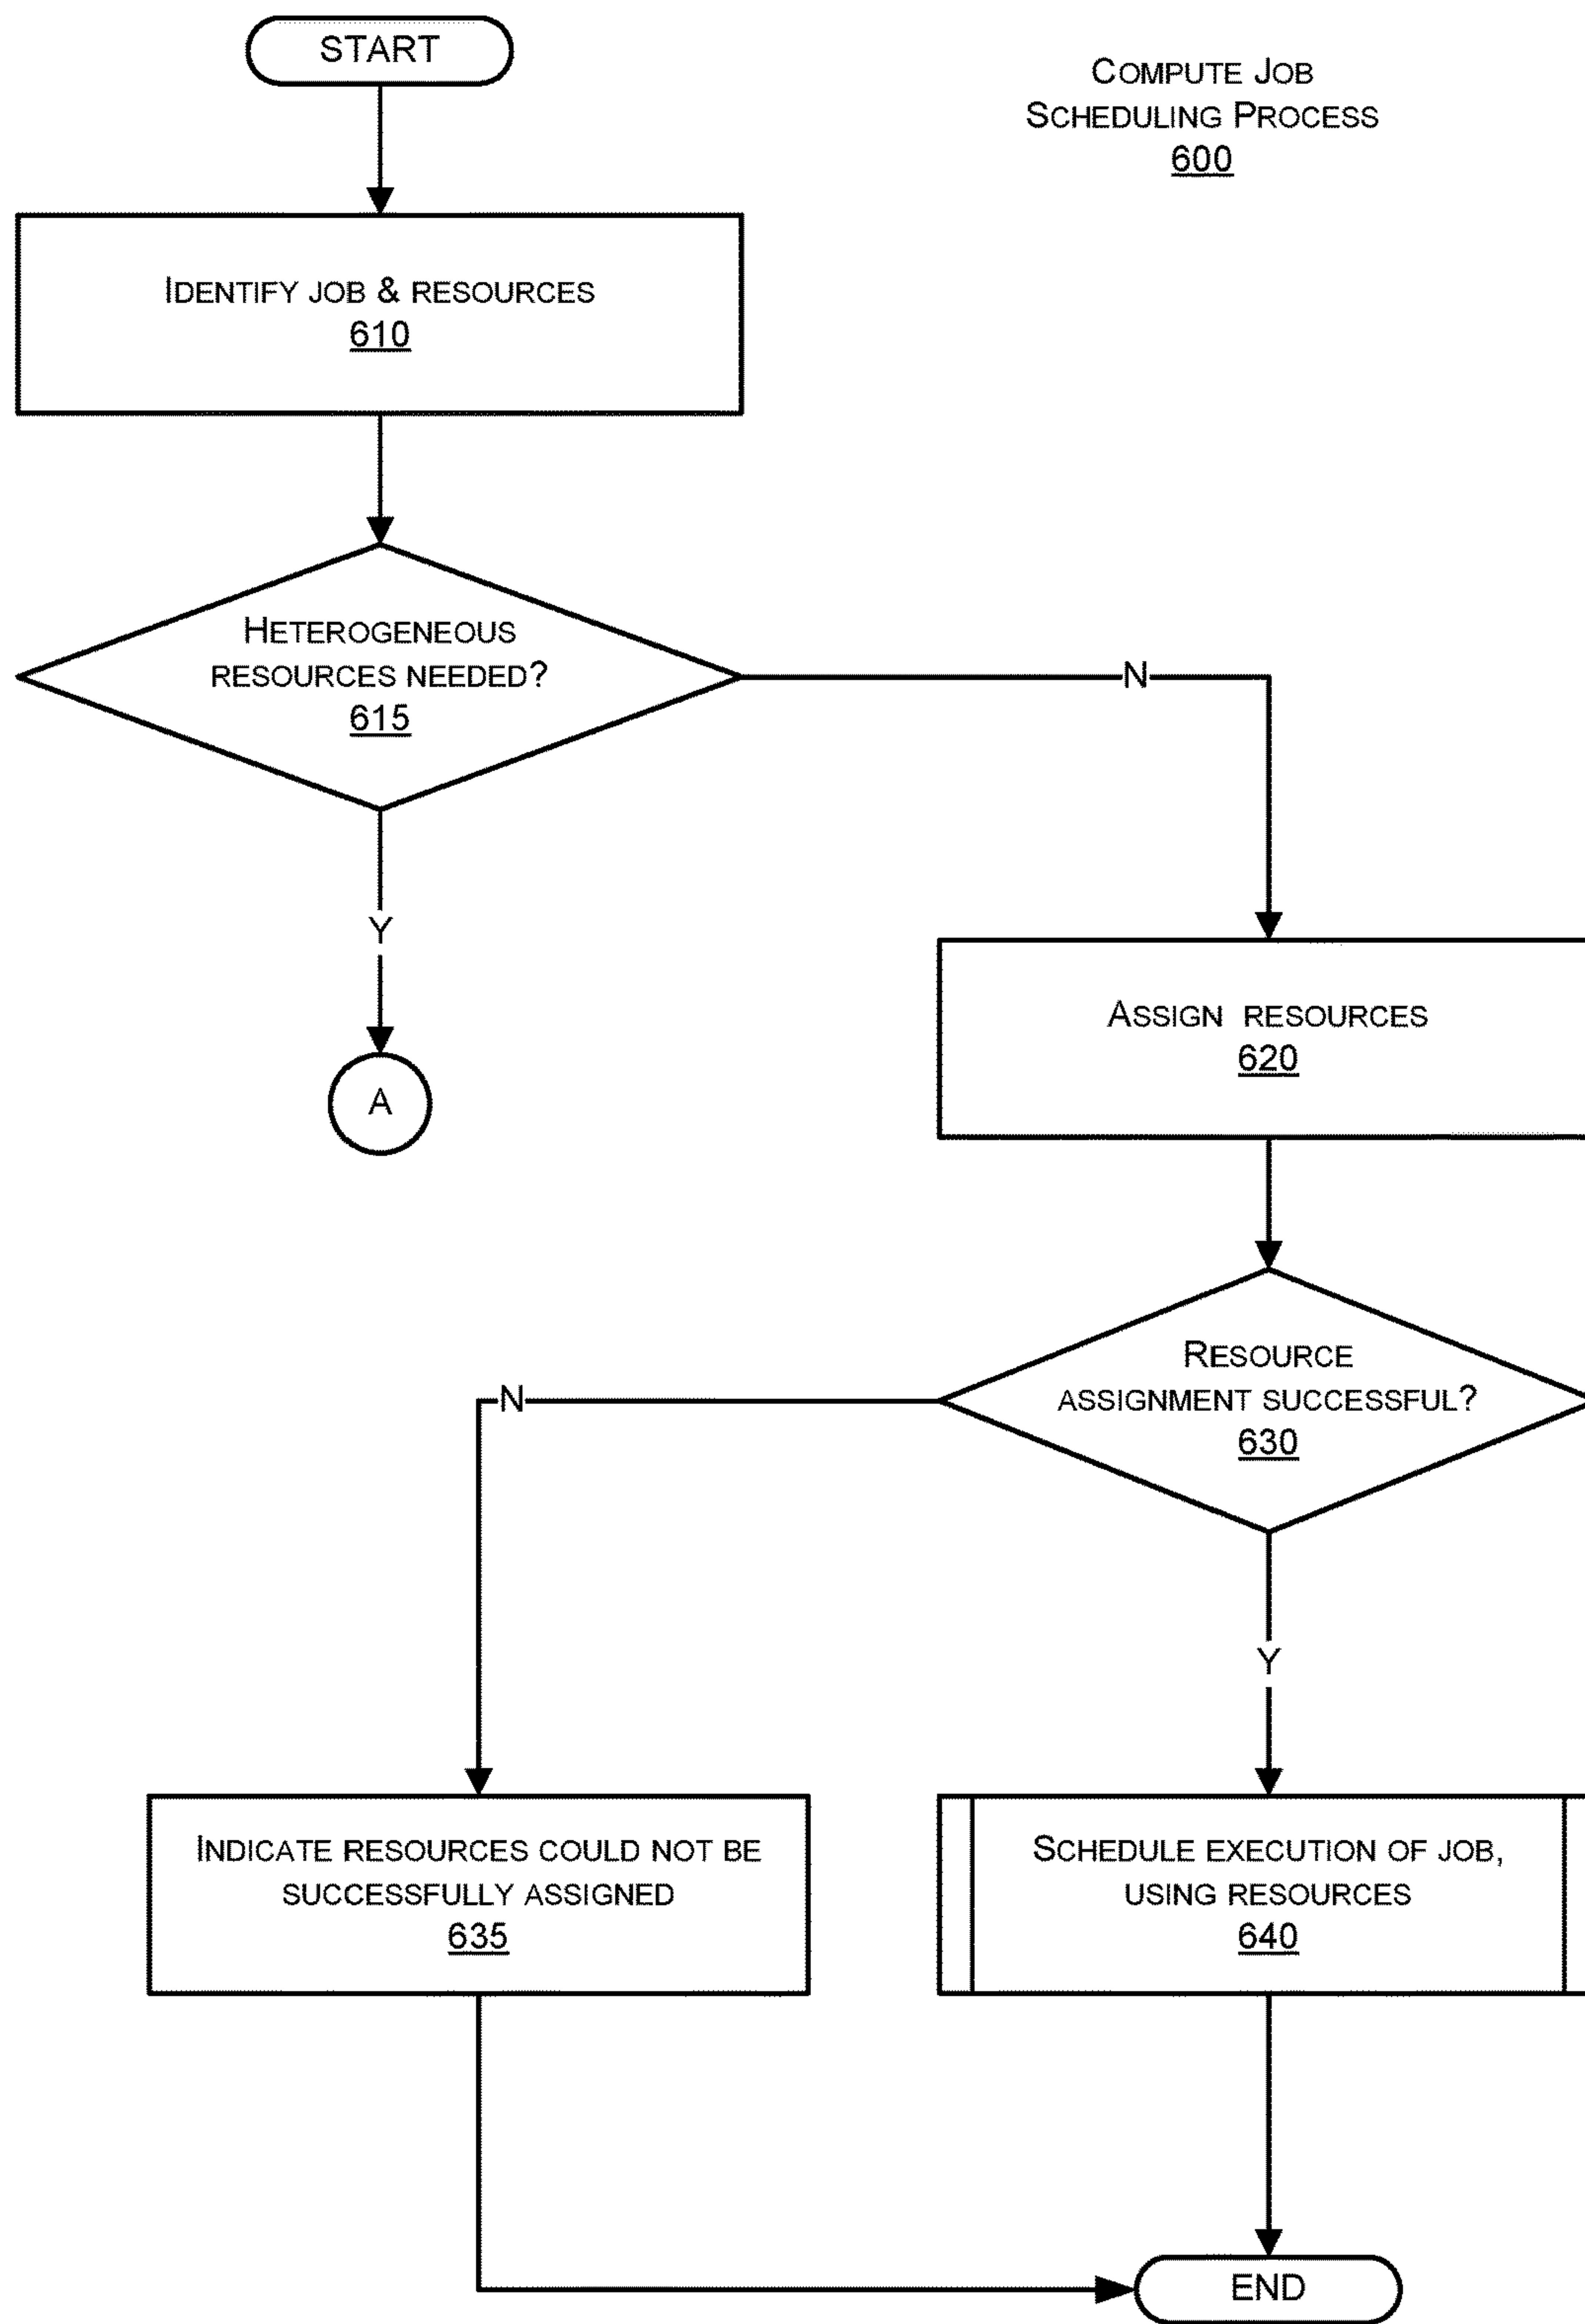 START
COMPUTE JOB
SCHEDULING PROCESS
600
IDENTIFY JOB & RESOURCES
610
HETEROGENEOUS
RESOURCES NEEDED?
615
N
Y
A
ASSIGN RESOURCES
620
RESOURCE
ASSIGNMENT SUCCESSFUL?
630
N
Y
INDICATE RESOURCES COULD NOT BE
SUCCESSFULLY ASSIGNED
635
SCHEDULE EXECUTION OF JOB,
USING RESOURCES
640
END